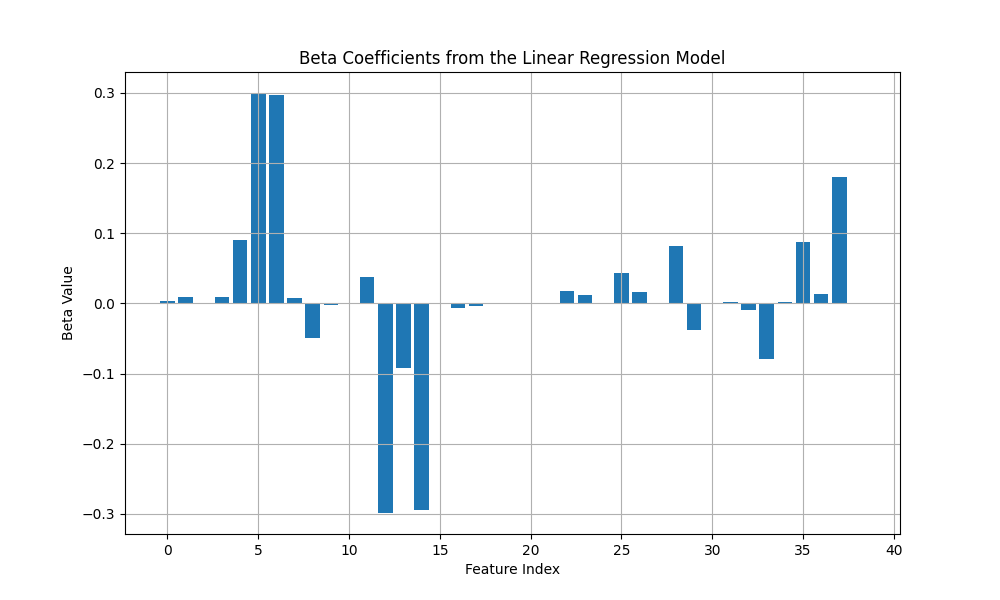 Beta Coefficients from the Linear Regression Model
Beta Value
0.3
0.2
0.1
0.0
−0.1
−0.2
−0.3
0 5 10 15 20 25 30 35 40
Feature Index